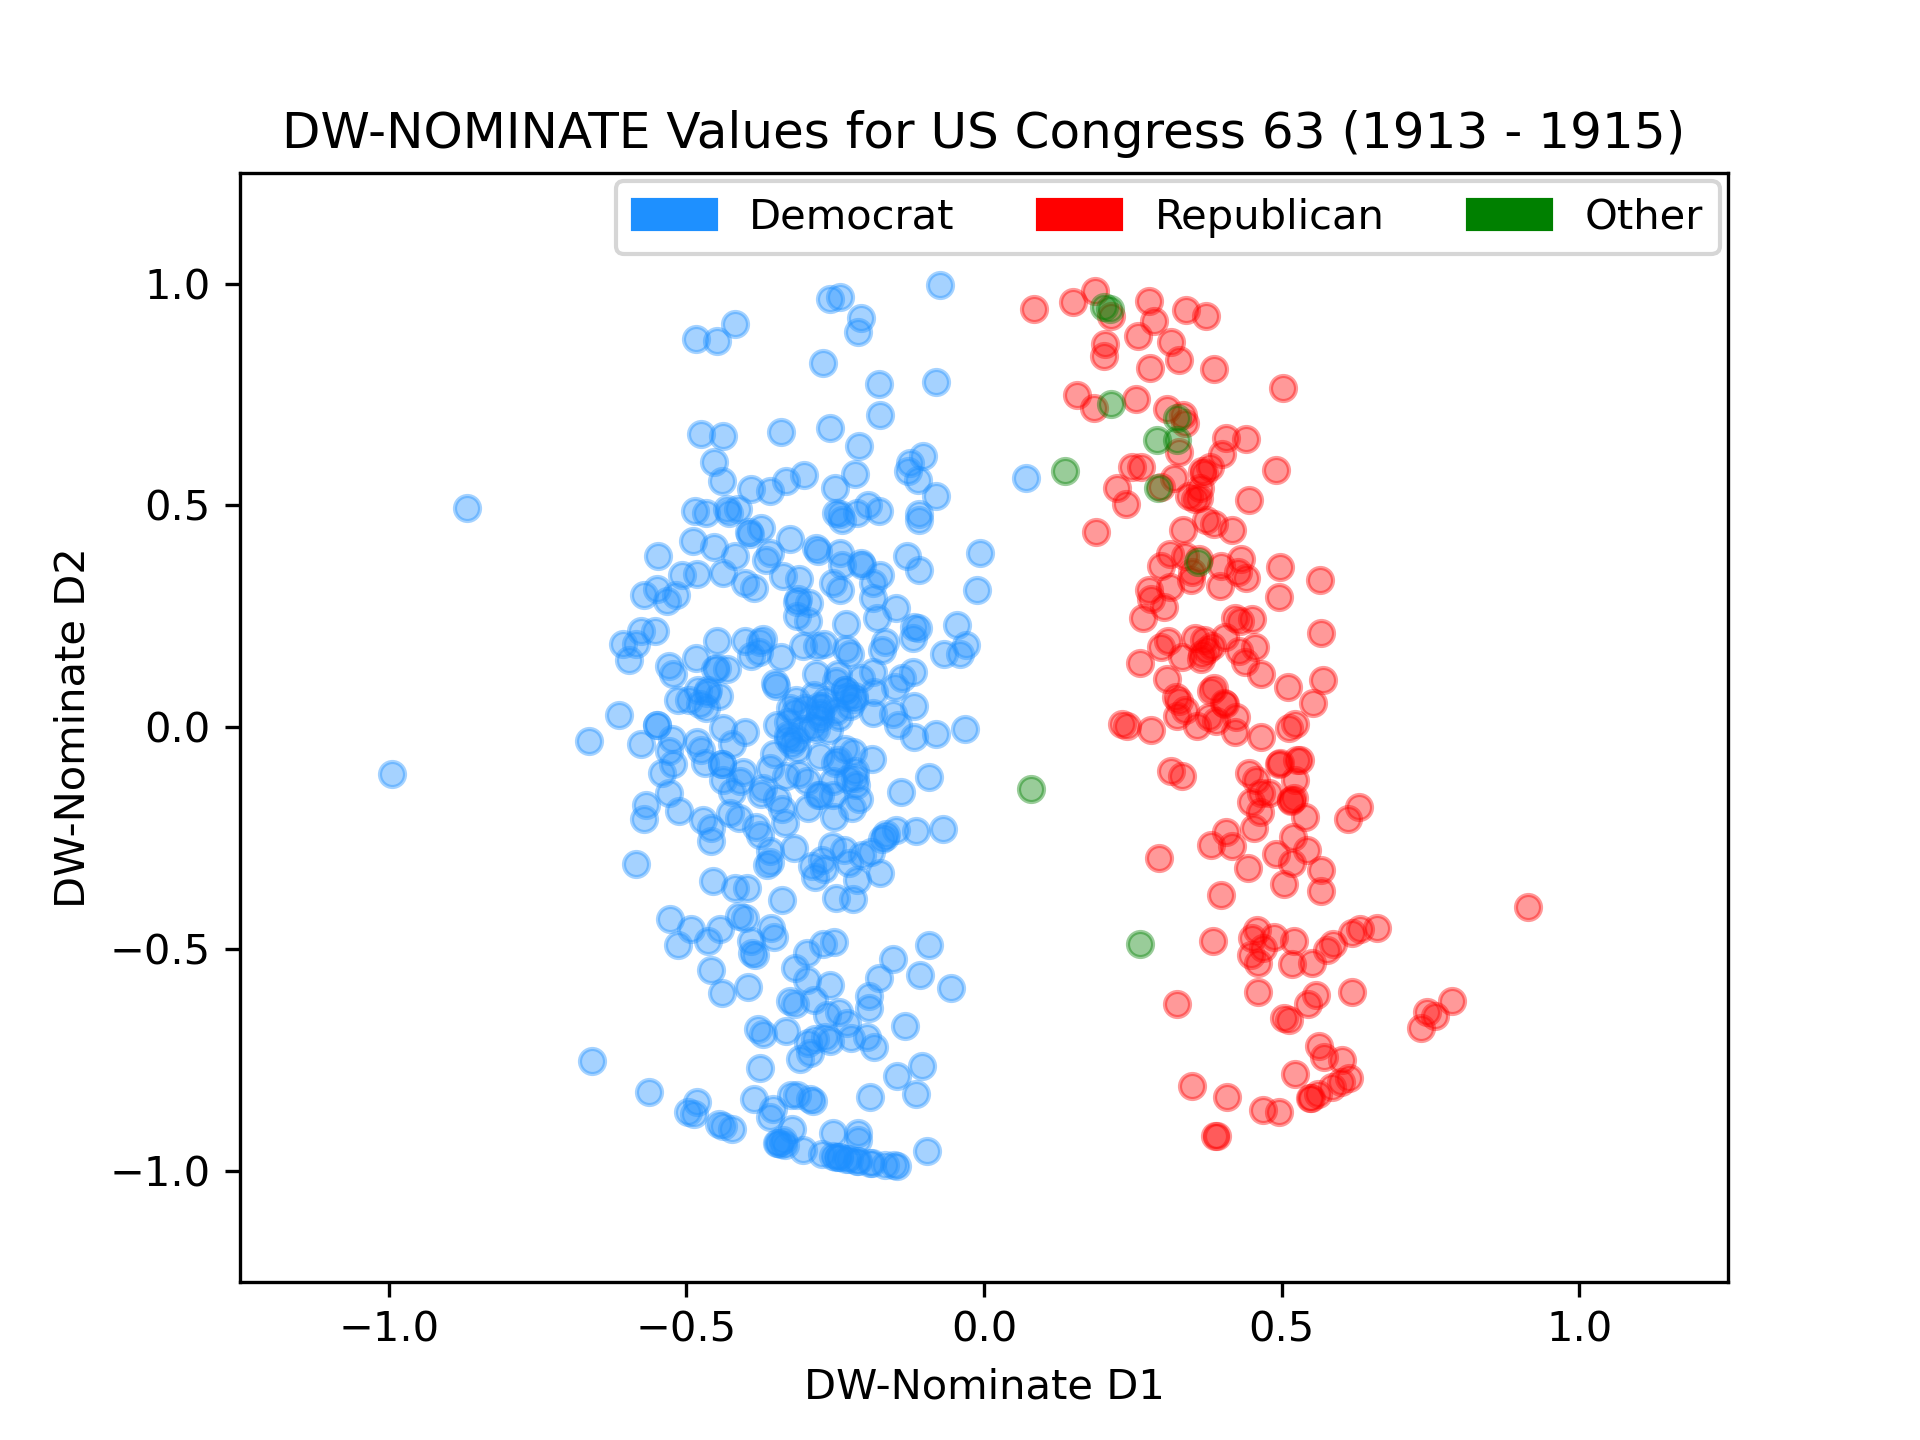 DW-NOMINATE Values for US Congress 63 (1913 - 1915)
Democrat Republican Other
1.0
0.5
0.0
−0.5
−1.0
DW-Nominate D2
−1.0 −0.5 0.0 0.5 1.0
DW-Nominate D1